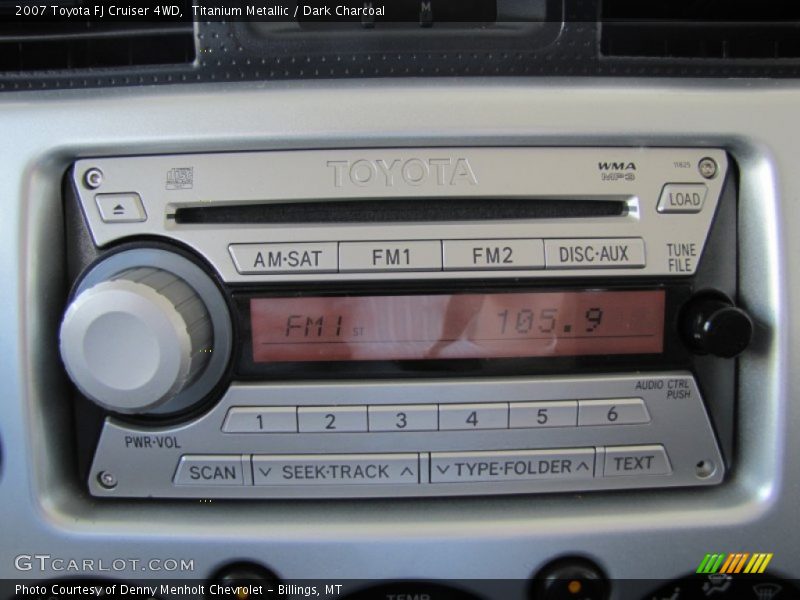 2007 Toyota FJ Cruiser 4WD, Titanium Metallic / Dark Charcoal
M
TOYOTA
WMA
MP3
11825
LOAD
AM·SAT
FM1
FM2
DISC·AUX
TUNE
FILE
FM1 ST
105.9
AUDIO CTRL
PUSH
1
2
3
4
5
6
PWR·VOL
SCAN
SEEK·TRACK
TYPE·FOLDER
TEXT
GTCARLOT.COM
TEMP
Photo Courtesy of Denny Menholt Chevrolet - Billings, MT